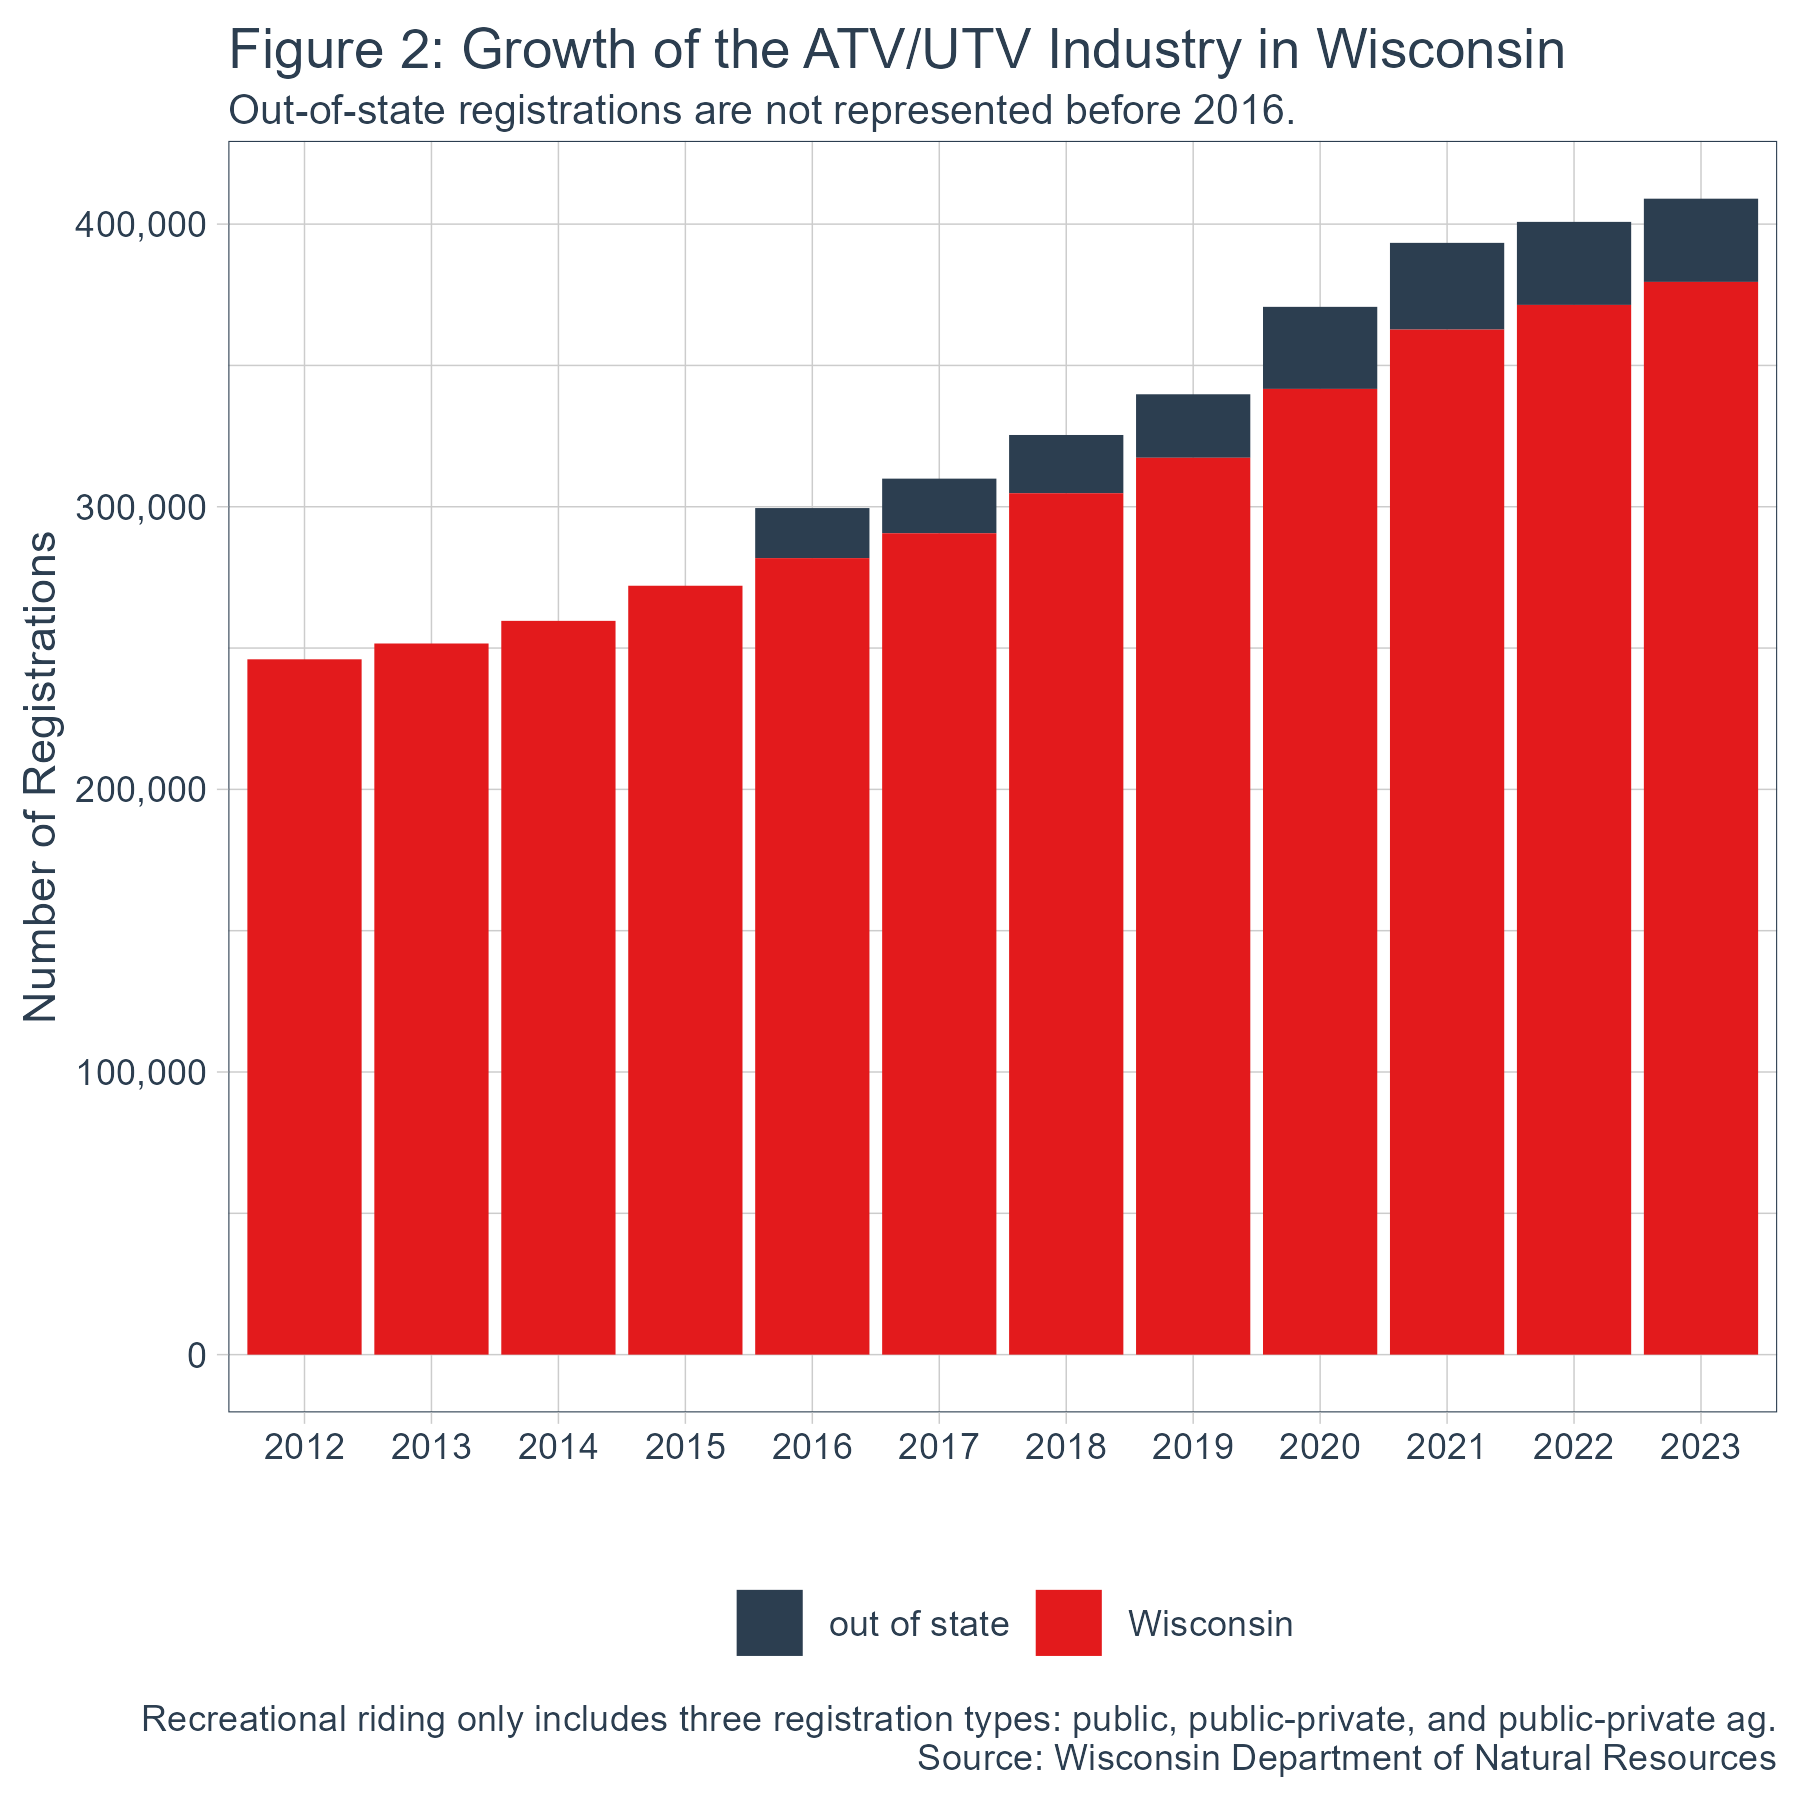 Figure 2: Growth of the ATV/UTV Industry in Wisconsin
Out-of-state registrations are not represented before 2016.
Number of Registrations
400,000
300,000
200,000
100,000
0
2012 2013 2014 2015 2016 2017 2018 2019 2020 2021 2022 2023
out of state Wisconsin
Recreational riding only includes three registration types: public, public-private, and public-private ag.
Source: Wisconsin Department of Natural Resources